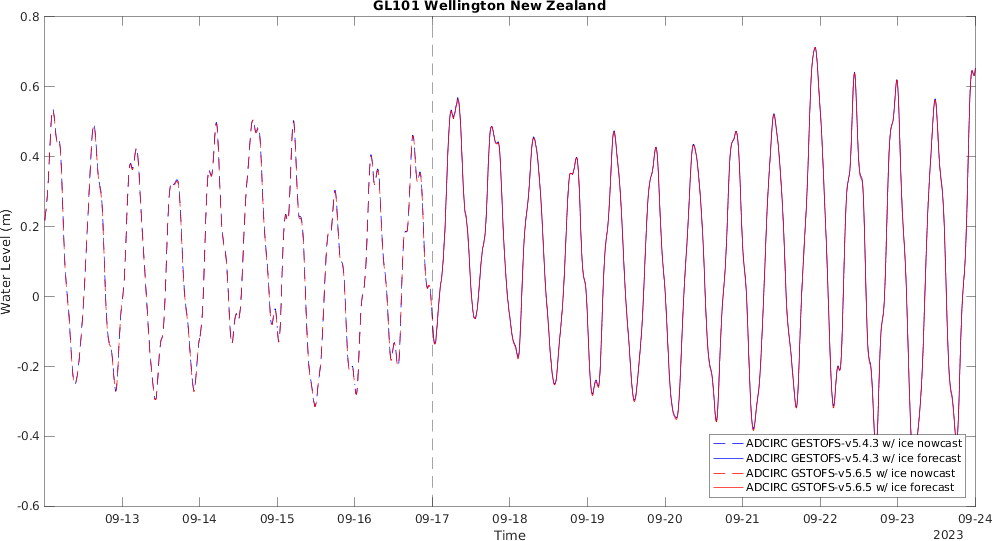 GL101 Wellington New Zealand
0.8
0.6
0.4
0.2
0
-0.2
-0.4
-0.6
Water Level (m)
09-13 09-14 09-15 09-16 09-17 09-18 09-19 09-20 09-21 09-22 09-23 09-24
2023
Time
ADCIRC GESTOFS-v5.4.3 w/ ice nowcast
ADCIRC GESTOFS-v5.4.3 w/ ice forecast
ADCIRC GSTOFS-v5.6.5 w/ ice nowcast
ADCIRC GSTOFS-v5.6.5 w/ ice forecast